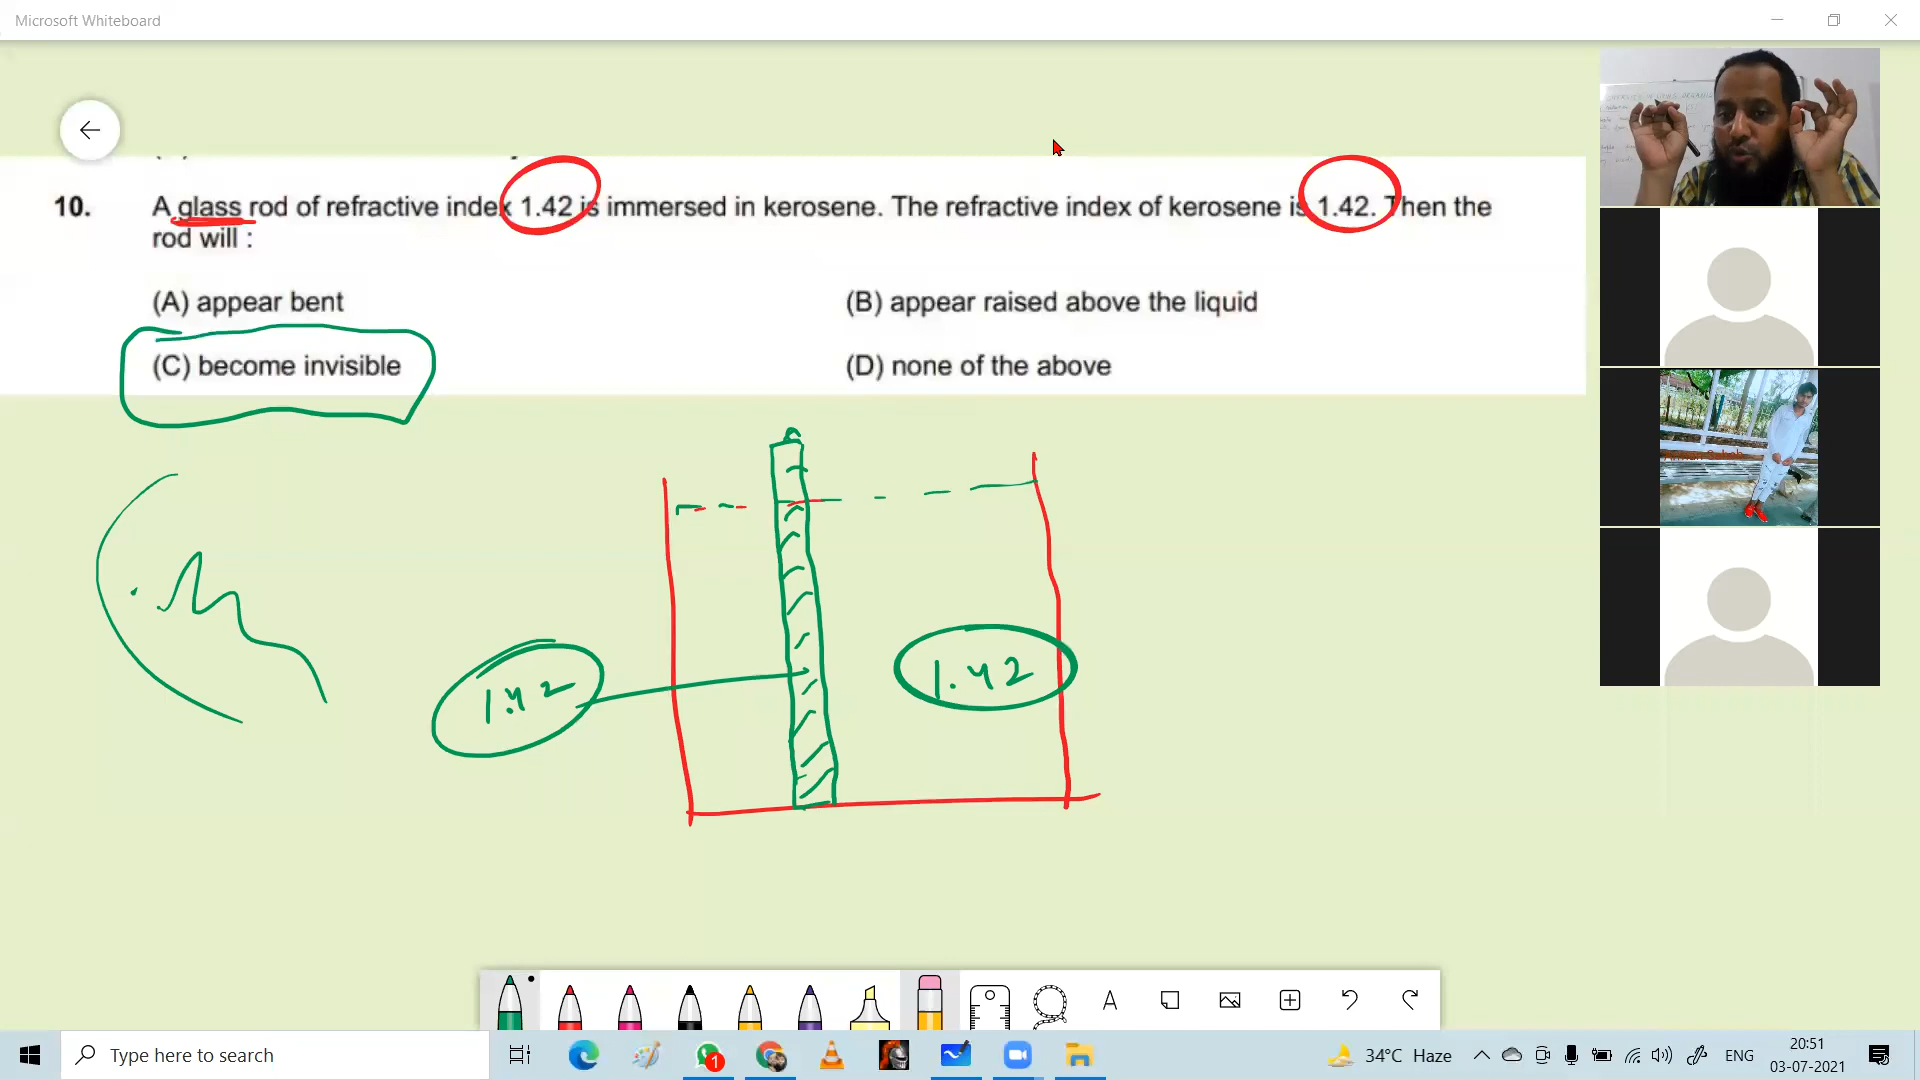 Microsoft Whiteboard
10. A glass rod of refractive index 1.42 is immersed in kerosene. The refractive index of kerosene is 1.42. Then the
rod will :
(A) appear bent
(B) appear raised above the liquid
(C) become invisible
(D) none of the above
1.42
1.42
A
Type here to search
1
34°C Haze
ENG
20:51
03-07-2021